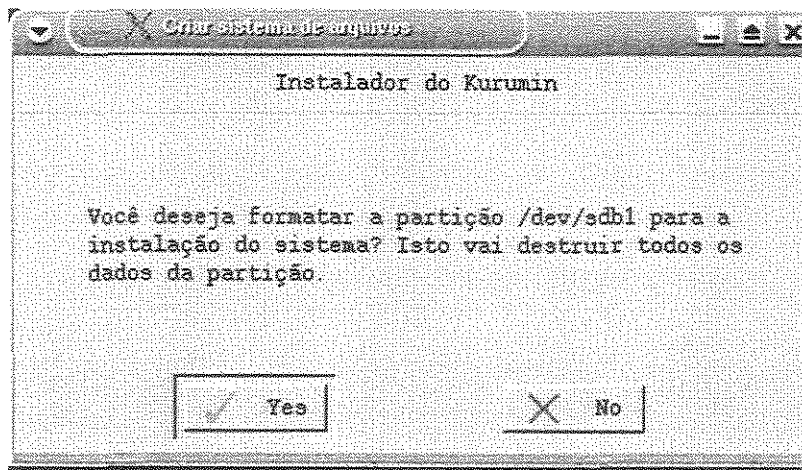 Criar sistema de arquivos
Instalador do Kurumin
Você deseja formatar a partição /dev/sdb1 para a
instalação do sistema? Isto vai destruir todos os
dados da partição.
Yes
No